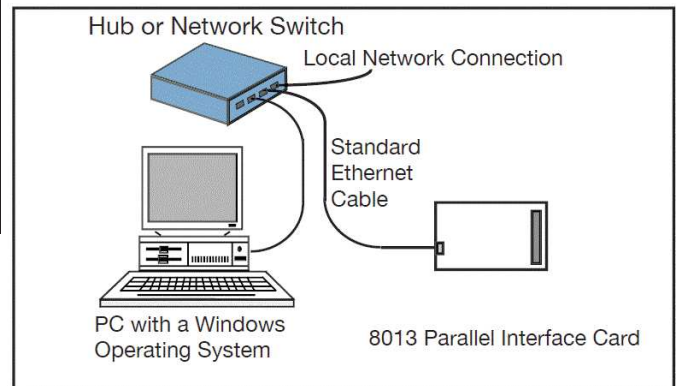 Hub or Network Switch
Local Network Connection
Standard
Ethernet
Cable
PC with a Windows
Operating System
8013 Parallel Interface Card